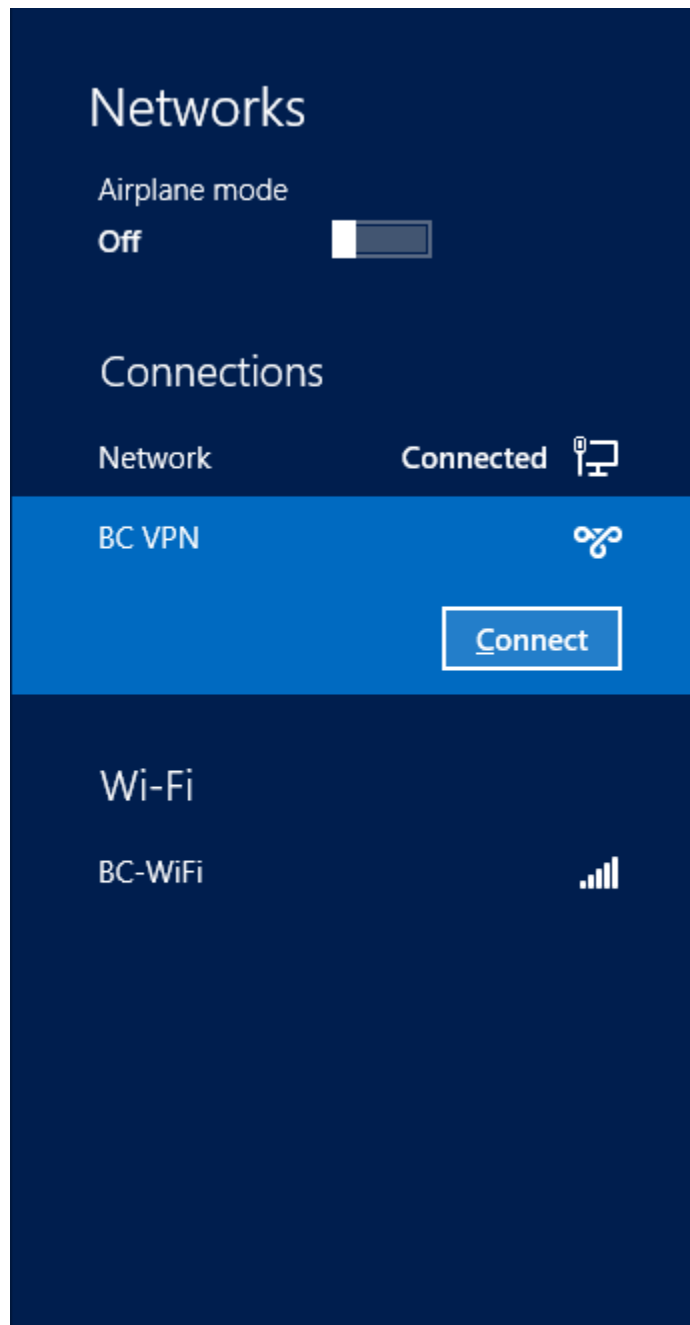 Networks
Airplane mode
Off
Connections
Network Connected
BC VPN
Connect
Wi-Fi
BC-WiFi